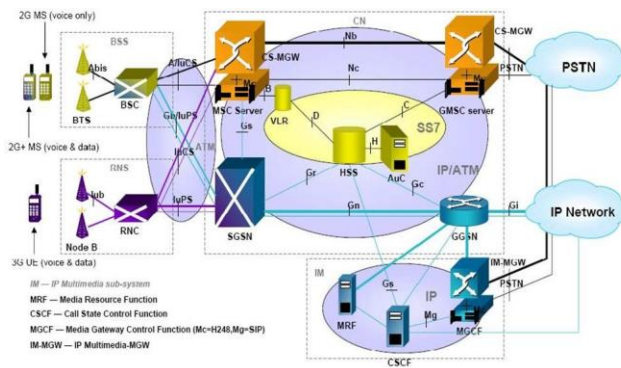 2G MS (voice only)
CN
BSS
Abis
BTS
BSC
A/IuCS
Gb/IuPS
2G+ MS (voice & data)
CS-MGW
Nb
CS-MGW
PSTN
PSTN
Nc
MSC Server
B
VLR
D
C
GMSC server
SS7
Gs
ATM
IuCS
H
HSS
AuC
IP/ATM
RNS
Iub
IuPS
Node B
RNC
3G UE (voice & data)
SGSN
Gr
Gc
Gn
GGSN
Gi
IP Network
IM
IM-MGW
PSTN
IP
Gs
MRF
Mg
MGCF
CSCF
IM — IP Multimedia sub-system
MRF — Media Resource Function
CSCF — Call State Control Function
MGCF — Media Gateway Control Function (Mc=H248,Mg=SIP)
IM-MGW — IP Multimedia-MGW